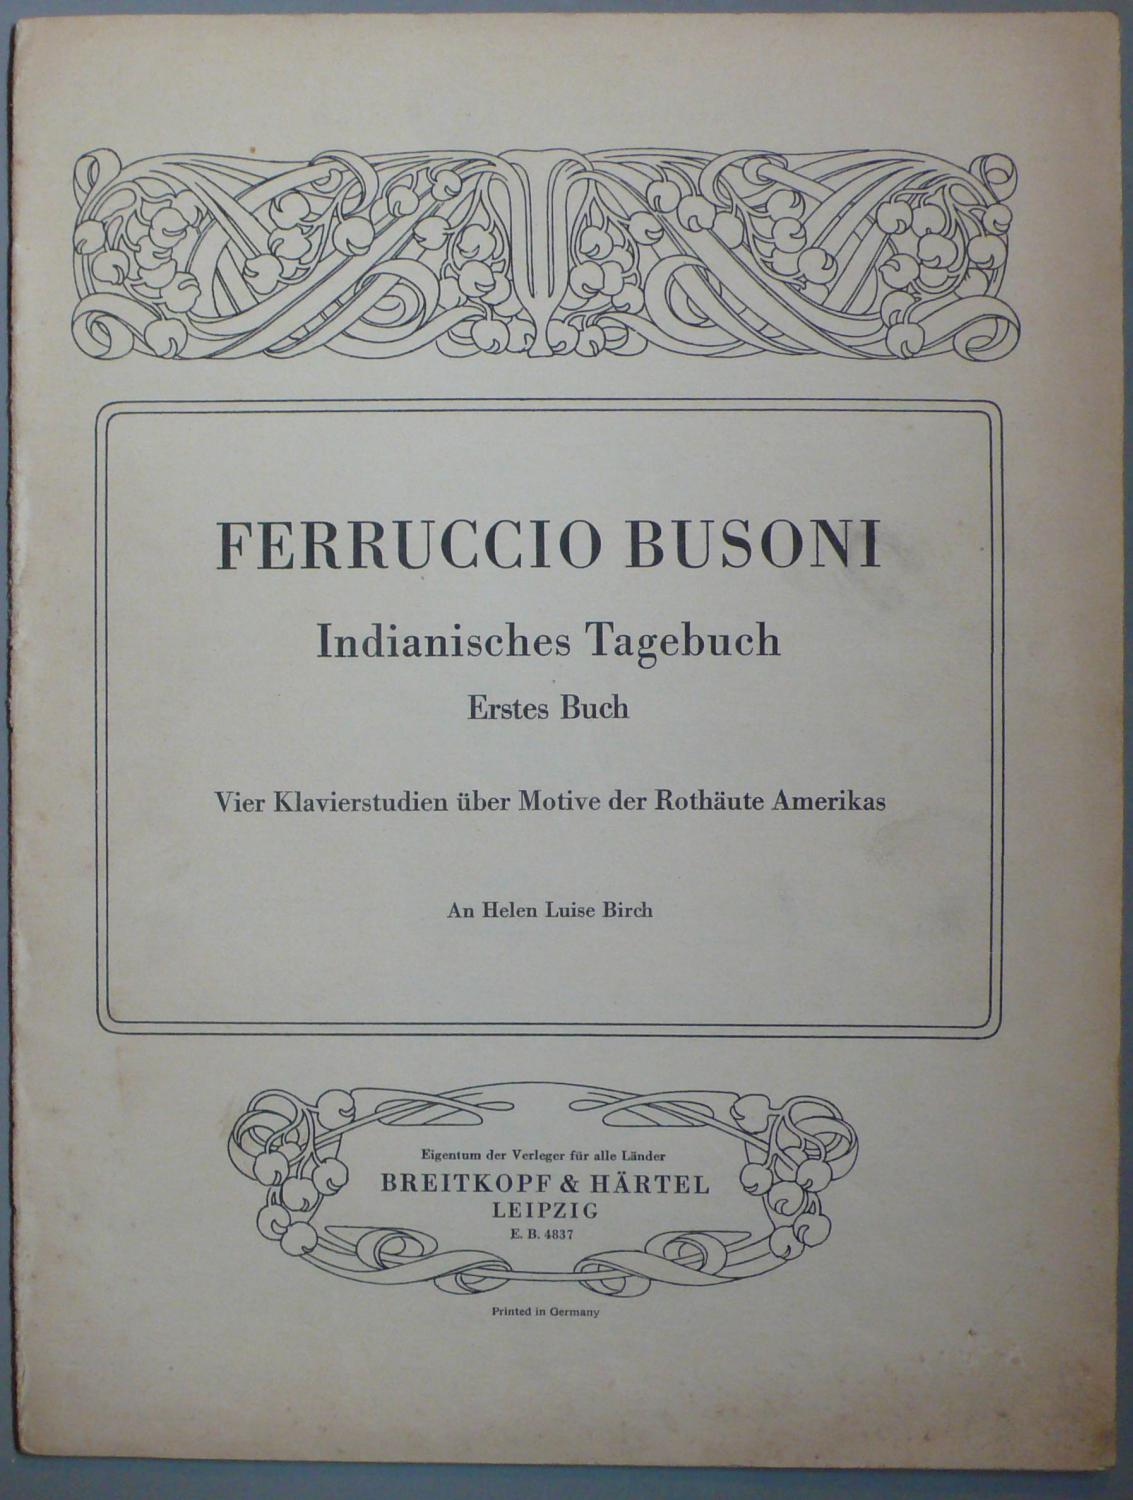 FERRUCCIO BUSONI
Indianisches Tagebuch
Erstes Buch
Vier Klavierstudien über Motive der Rothäute Amerikas
An Helen Luise Birch
Eigentum der Verleger für alle Länder
BREITKOPF & HÄRTEL
LEIPZIG
E. B. 4837
Printed in Germany